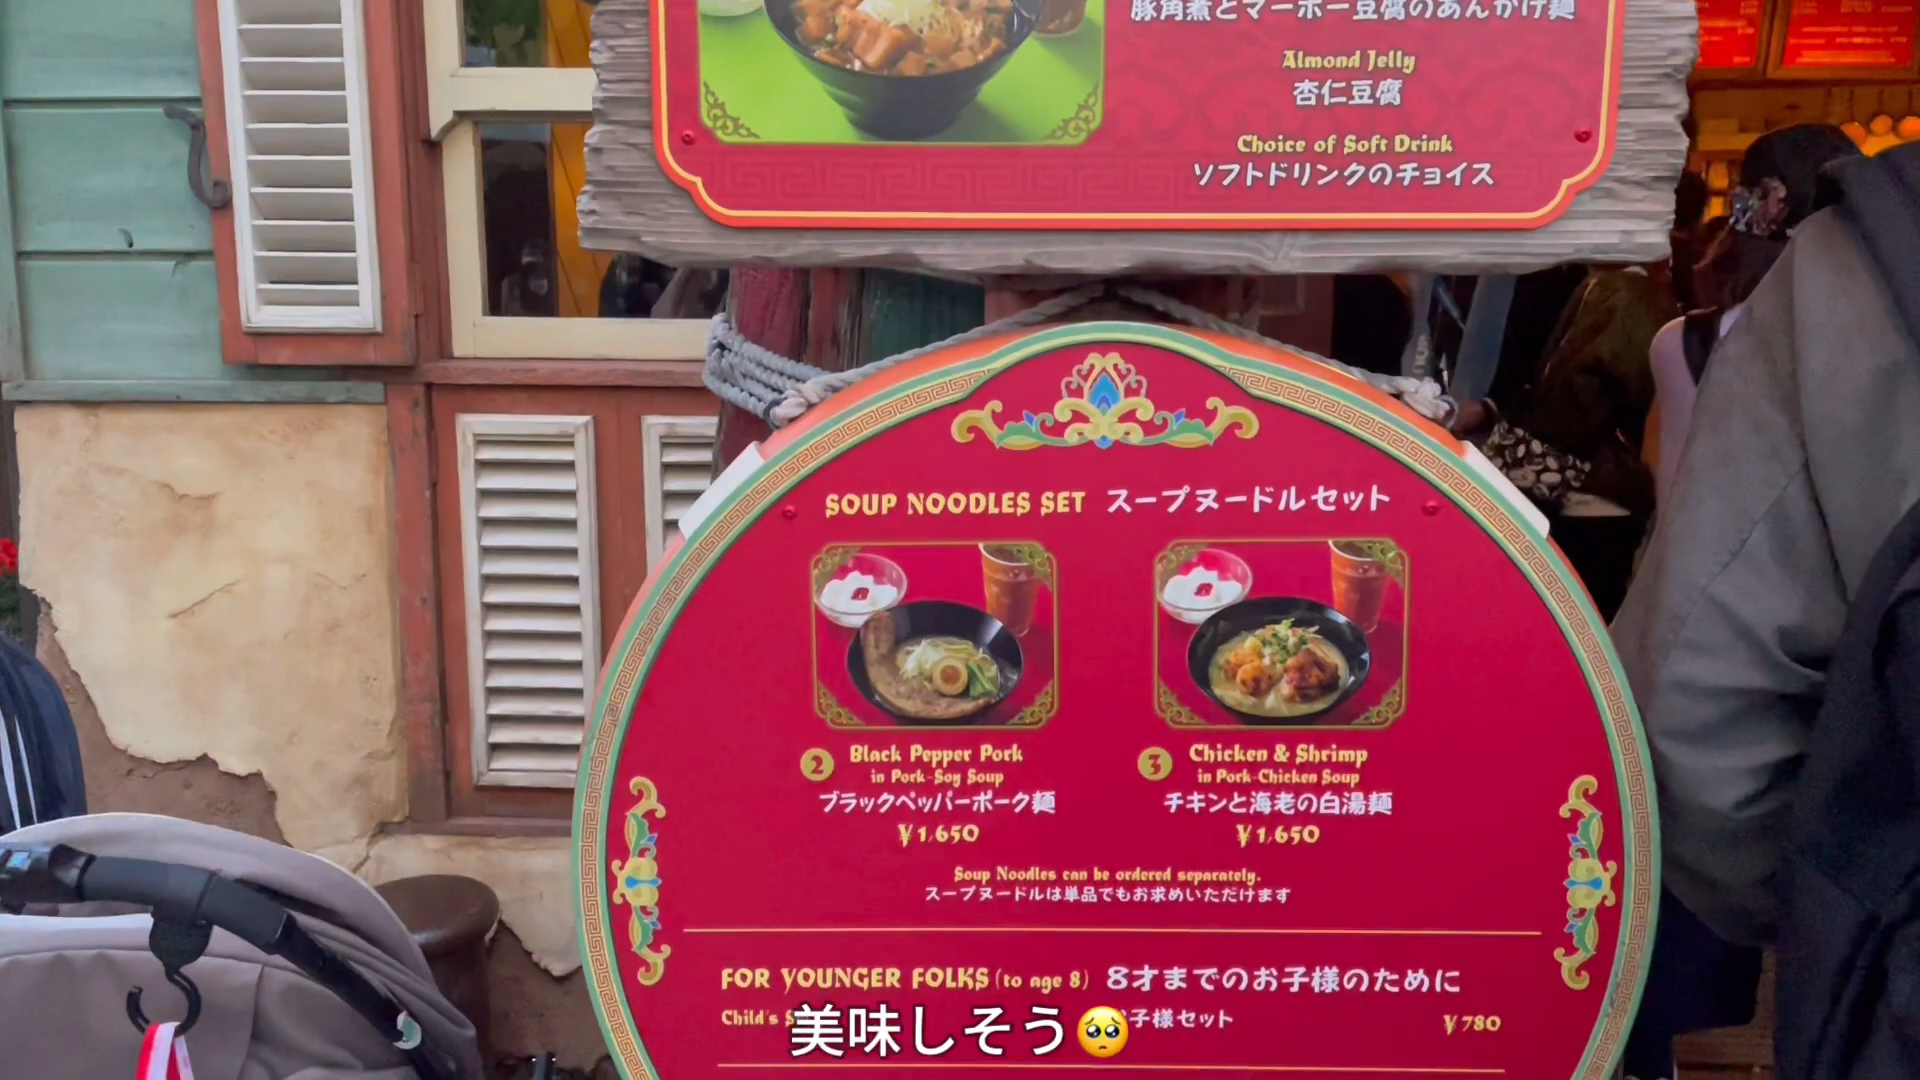 豚角煮とマーボー豆腐のあんかけ麺
Almond Jelly
杏仁豆腐
Choice of Soft Drink
ソフトドリンクのチョイス
SOUP NOODLES SET スープヌードルセット
2 Black Pepper Pork
in Pork-Soy Soup
ブラックペッパーポーク麺
¥1,650
3 Chicken & Shrimp
in Pork-Chicken Soup
チキンと海老の白湯麺
¥1,650
Soup Noodles can be ordered separately.
スープヌードルは単品でもお求めいただけます
FOR YOUNGER FOLKS (to age 8) 8才までのお子様のために
Child's 子様セット ¥780
美味しそう🥺